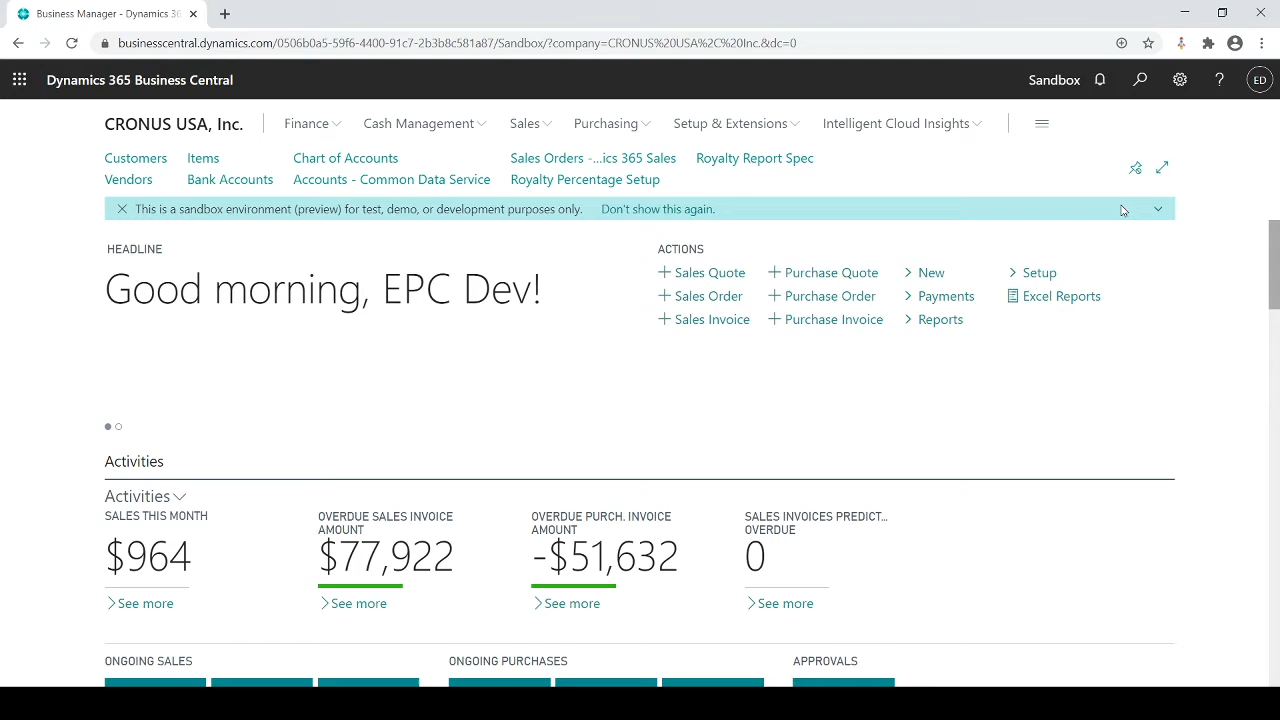 Business Manager - Dynamics 36
businesscentral.dynamics.com/0506b0a5-59f6-4400-91c7-2b3b8c581a87/Sandbox/?company=CRONUS%20USA%2C%20Inc.&dc=0
Dynamics 365 Business Central
Sandbox
ED
CRONUS USA, Inc.
Finance
Cash Management
Sales
Purchasing
Setup & Extensions
Intelligent Cloud Insights
Customers
Items
Chart of Accounts
Sales Orders -...ics 365 Sales
Royalty Report Spec
Vendors
Bank Accounts
Accounts - Common Data Service
Royalty Percentage Setup
This is a sandbox environment (preview) for test, demo, or development purposes only.
Don't show this again.
HEADLINE
Good morning, EPC Dev!
ACTIONS
Sales Quote
Purchase Quote
New
Setup
Sales Order
Purchase Order
Payments
Excel Reports
Sales Invoice
Purchase Invoice
Reports
Activities
Activities
SALES THIS MONTH
$964
See more
OVERDUE SALES INVOICE
AMOUNT
$77,922
See more
OVERDUE PURCH. INVOICE
AMOUNT
-$51,632
See more
SALES INVOICES PREDICT...
OVERDUE
0
See more
ONGOING SALES
ONGOING PURCHASES
APPROVALS